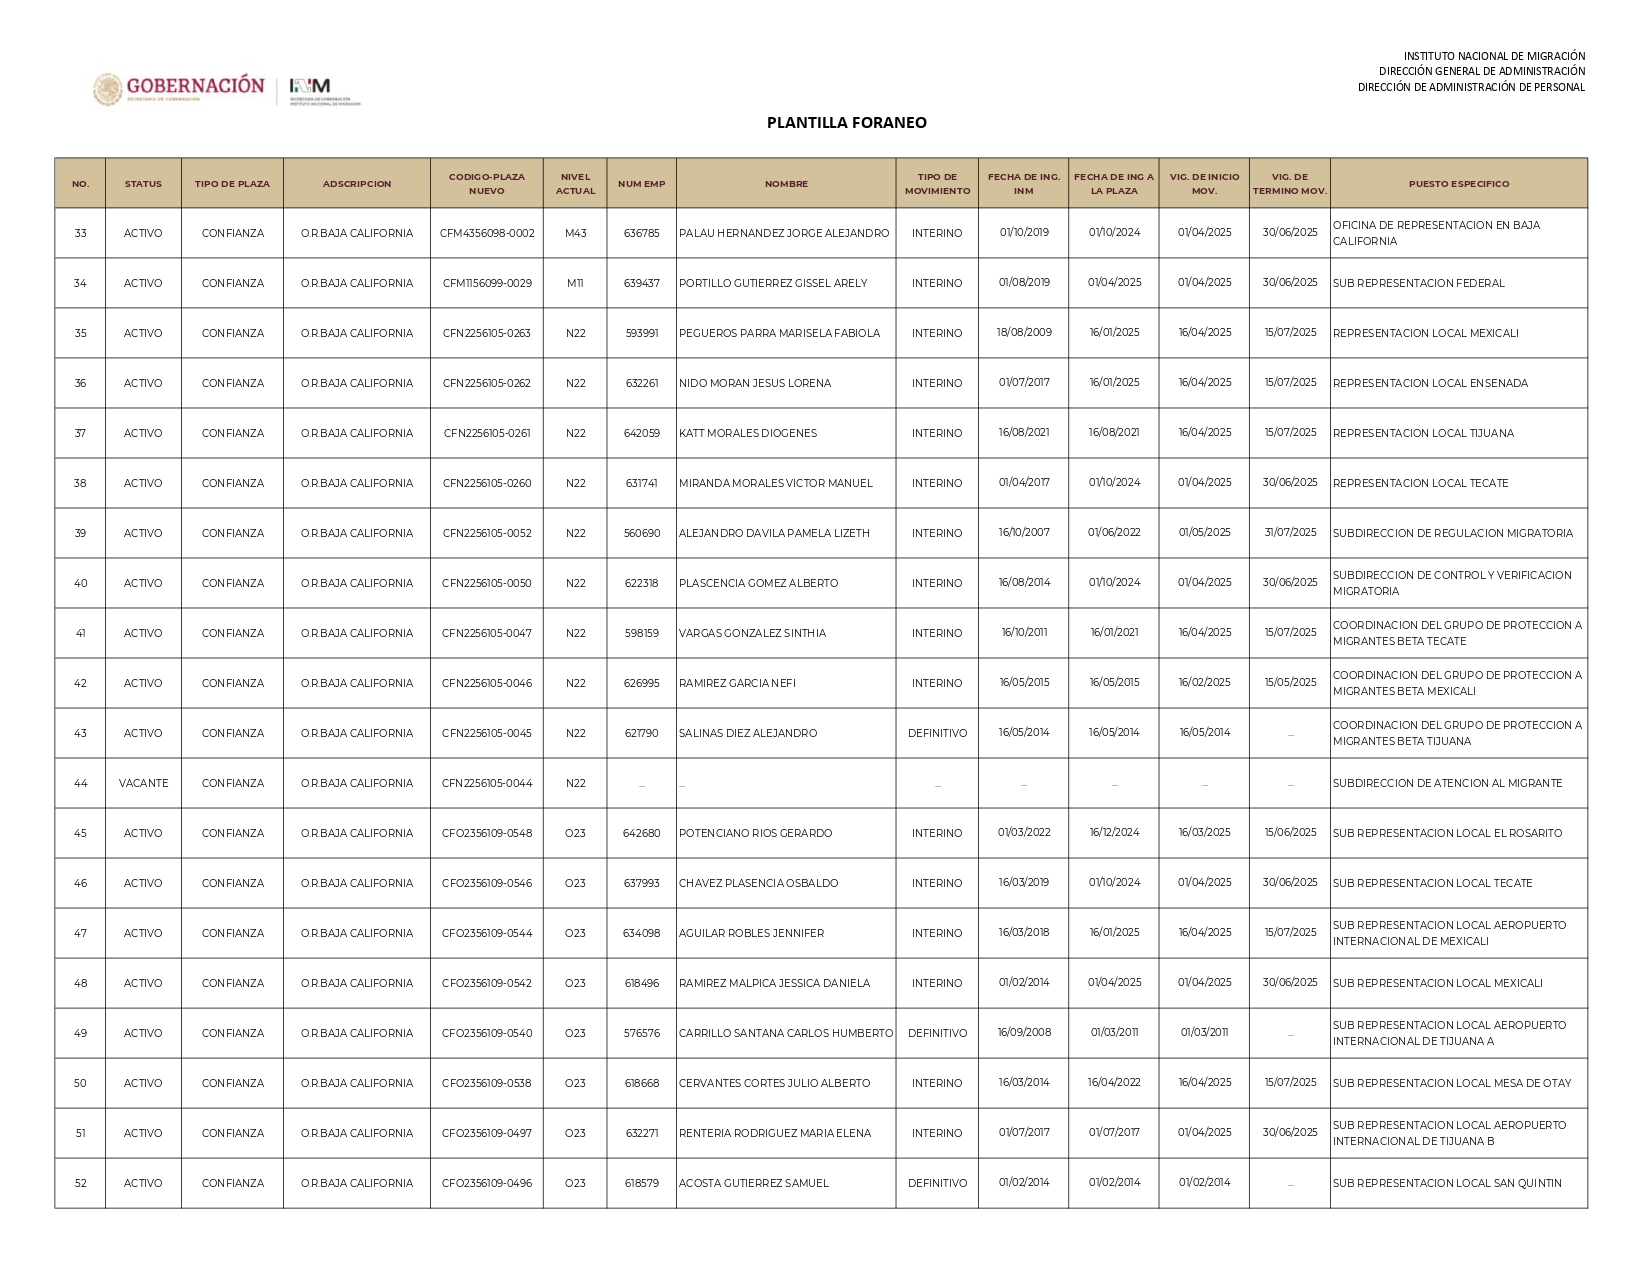 INSTITUTO NACIONAL DE MIGRACIÓN
DIRECCIÓN GENERAL DE ADMINISTRACIÓN
DIRECCIÓN DE ADMINISTRACIÓN DE PERSONAL
GOBERNACIÓN
SECRETARÍA DE GOBERNACIÓN
INM
SECRETARÍA DE GOBERNACIÓN
INSTITUTO NACIONAL DE MIGRACIÓN
PLANTILLA FORANEO
NO. STATUS TIPO DE PLAZA ADSCRIPCION CODIGO-PLAZA NUEVO NIVEL ACTUAL NUM EMP NOMBRE TIPO DE MOVIMIENTO FECHA DE ING. INM FECHA DE ING A LA PLAZA VIG. DE INICIO MOV. VIG. DE TERMINO MOV. PUESTO ESPECIFICO
33 ACTIVO CONFIANZA O.R.BAJA CALIFORNIA CFM4356098-0002 M43 636785 PALAU HERNANDEZ JORGE ALEJANDRO INTERINO 01/10/2019 01/10/2024 01/04/2025 30/06/2025 OFICINA DE REPRESENTACION EN BAJA CALIFORNIA
34 ACTIVO CONFIANZA O.R.BAJA CALIFORNIA CFM1156099-0029 M11 639437 PORTILLO GUTIERREZ GISSEL ARELY INTERINO 01/08/2019 01/04/2025 01/04/2025 30/06/2025 SUB REPRESENTACION FEDERAL
35 ACTIVO CONFIANZA O.R.BAJA CALIFORNIA CFN2256105-0263 N22 593991 PEGUEROS PARRA MARISELA FABIOLA INTERINO 18/08/2009 16/01/2025 16/04/2025 15/07/2025 REPRESENTACION LOCAL MEXICALI
36 ACTIVO CONFIANZA O.R.BAJA CALIFORNIA CFN2256105-0262 N22 632261 NIDO MORAN JESUS LORENA INTERINO 01/07/2017 16/01/2025 16/04/2025 15/07/2025 REPRESENTACION LOCAL ENSENADA
37 ACTIVO CONFIANZA O.R.BAJA CALIFORNIA CFN2256105-0261 N22 642059 KATT MORALES DIOGENES INTERINO 16/08/2021 16/08/2021 16/04/2025 15/07/2025 REPRESENTACION LOCAL TIJUANA
38 ACTIVO CONFIANZA O.R.BAJA CALIFORNIA CFN2256105-0260 N22 631741 MIRANDA MORALES VICTOR MANUEL INTERINO 01/04/2017 01/10/2024 01/04/2025 30/06/2025 REPRESENTACION LOCAL TECATE
39 ACTIVO CONFIANZA O.R.BAJA CALIFORNIA CFN2256105-0052 N22 560690 ALEJANDRO DAVILA PAMELA LIZETH INTERINO 16/10/2007 01/06/2022 01/05/2025 31/07/2025 SUBDIRECCION DE REGULACION MIGRATORIA
40 ACTIVO CONFIANZA O.R.BAJA CALIFORNIA CFN2256105-0050 N22 622318 PLASCENCIA GOMEZ ALBERTO INTERINO 16/08/2014 01/10/2024 01/04/2025 30/06/2025 SUBDIRECCION DE CONTROL Y VERIFICACION MIGRATORIA
41 ACTIVO CONFIANZA O.R.BAJA CALIFORNIA CFN2256105-0047 N22 598159 VARGAS GONZALEZ SINTHIA INTERINO 16/10/2011 16/01/2021 16/04/2025 15/07/2025 COORDINACION DEL GRUPO DE PROTECCION A MIGRANTES BETA TECATE
42 ACTIVO CONFIANZA O.R.BAJA CALIFORNIA CFN2256105-0046 N22 626995 RAMIREZ GARCIA NEFI INTERINO 16/05/2015 16/05/2015 16/02/2025 15/05/2025 COORDINACION DEL GRUPO DE PROTECCION A MIGRANTES BETA MEXICALI
43 ACTIVO CONFIANZA O.R.BAJA CALIFORNIA CFN2256105-0045 N22 621790 SALINAS DIEZ ALEJANDRO DEFINITIVO 16/05/2014 16/05/2014 16/05/2014 ... COORDINACION DEL GRUPO DE PROTECCION A MIGRANTES BETA TIJUANA
44 VACANTE CONFIANZA O.R.BAJA CALIFORNIA CFN2256105-0044 N22 ... ... ... ... ... ... ... SUBDIRECCION DE ATENCION AL MIGRANTE
45 ACTIVO CONFIANZA O.R.BAJA CALIFORNIA CFO2356109-0548 O23 642680 POTENCIANO RIOS GERARDO INTERINO 01/03/2022 16/12/2024 16/03/2025 15/06/2025 SUB REPRESENTACION LOCAL EL ROSARITO
46 ACTIVO CONFIANZA O.R.BAJA CALIFORNIA CFO2356109-0546 O23 637993 CHAVEZ PLASENCIA OSBALDO INTERINO 16/03/2019 01/10/2024 01/04/2025 30/06/2025 SUB REPRESENTACION LOCAL TECATE
47 ACTIVO CONFIANZA O.R.BAJA CALIFORNIA CFO2356109-0544 O23 634098 AGUILAR ROBLES JENNIFER INTERINO 16/03/2018 16/01/2025 16/04/2025 15/07/2025 SUB REPRESENTACION LOCAL AEROPUERTO INTERNACIONAL DE MEXICALI
48 ACTIVO CONFIANZA O.R.BAJA CALIFORNIA CFO2356109-0542 O23 618496 RAMIREZ MALPICA JESSICA DANIELA INTERINO 01/02/2014 01/04/2025 01/04/2025 30/06/2025 SUB REPRESENTACION LOCAL MEXICALI
49 ACTIVO CONFIANZA O.R.BAJA CALIFORNIA CFO2356109-0540 O23 576576 CARRILLO SANTANA CARLOS HUMBERTO DEFINITIVO 16/09/2008 01/03/2011 01/03/2011 ... SUB REPRESENTACION LOCAL AEROPUERTO INTERNACIONAL DE TIJUANA A
50 ACTIVO CONFIANZA O.R.BAJA CALIFORNIA CFO2356109-0538 O23 618668 CERVANTES CORTES JULIO ALBERTO INTERINO 16/03/2014 16/04/2022 16/04/2025 15/07/2025 SUB REPRESENTACION LOCAL MESA DE OTAY
51 ACTIVO CONFIANZA O.R.BAJA CALIFORNIA CFO2356109-0497 O23 632271 RENTERIA RODRIGUEZ MARIA ELENA INTERINO 01/07/2017 01/07/2017 01/04/2025 30/06/2025 SUB REPRESENTACION LOCAL AEROPUERTO INTERNACIONAL DE TIJUANA B
52 ACTIVO CONFIANZA O.R.BAJA CALIFORNIA CFO2356109-0496 O23 618579 ACOSTA GUTIERREZ SAMUEL DEFINITIVO 01/02/2014 01/02/2014 01/02/2014 ... SUB REPRESENTACION LOCAL SAN QUINTIN